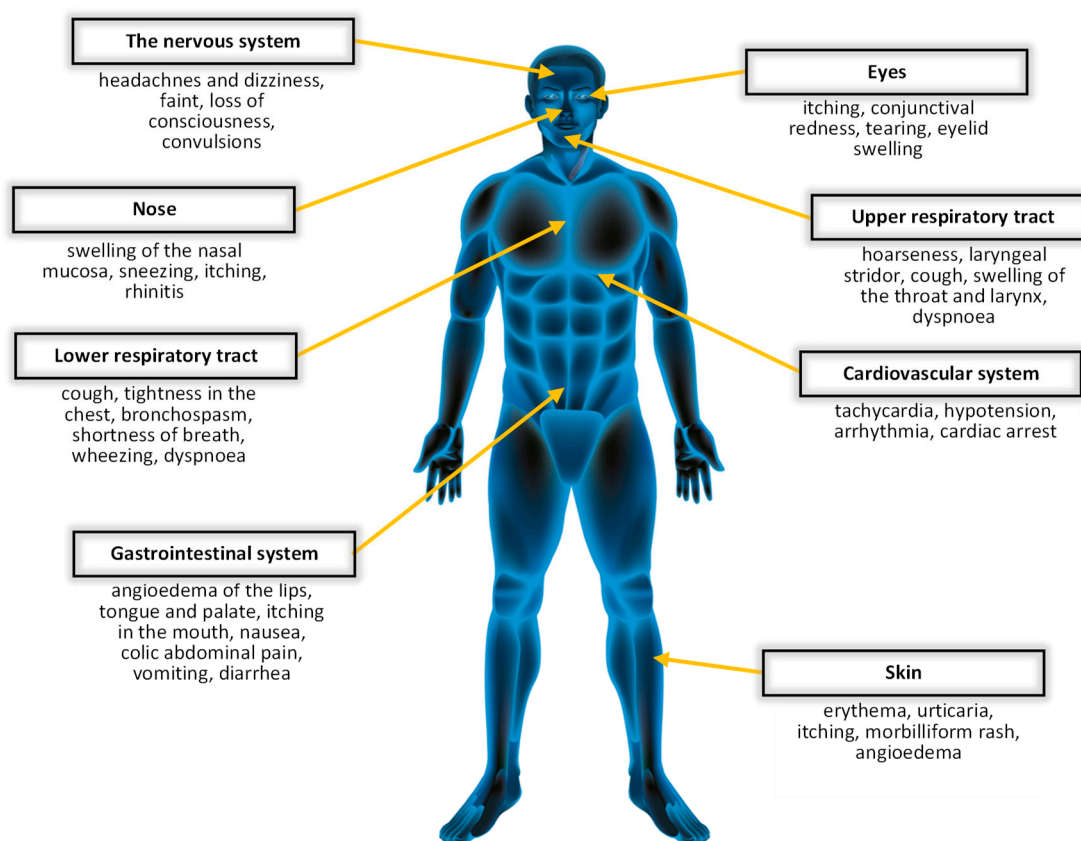 The nervous system
headachnes and dizziness,
faint, loss of
consciousness,
convulsions
Nose
swelling of the nasal
mucosa, sneezing, itching,
rhinitis
Lower respiratory tract
cough, tightness in the
chest, bronchospasm,
shortness of breath,
wheezing, dyspnoea
Gastrointestinal system
angioedema of the lips,
tongue and palate, itching
in the mouth, nausea,
colic abdominal pain,
vomiting, diarrhea
Eyes
itching, conjunctival
redness, tearing, eyelid
swelling
Upper respiratory tract
hoarseness, laryngeal
stridor, cough, swelling of
the throat and larynx,
dyspnoea
Cardiovascular system
tachycardia, hypotension,
arrhythmia, cardiac arrest
Skin
erythema, urticaria,
itching, morbilliform rash,
angioedema